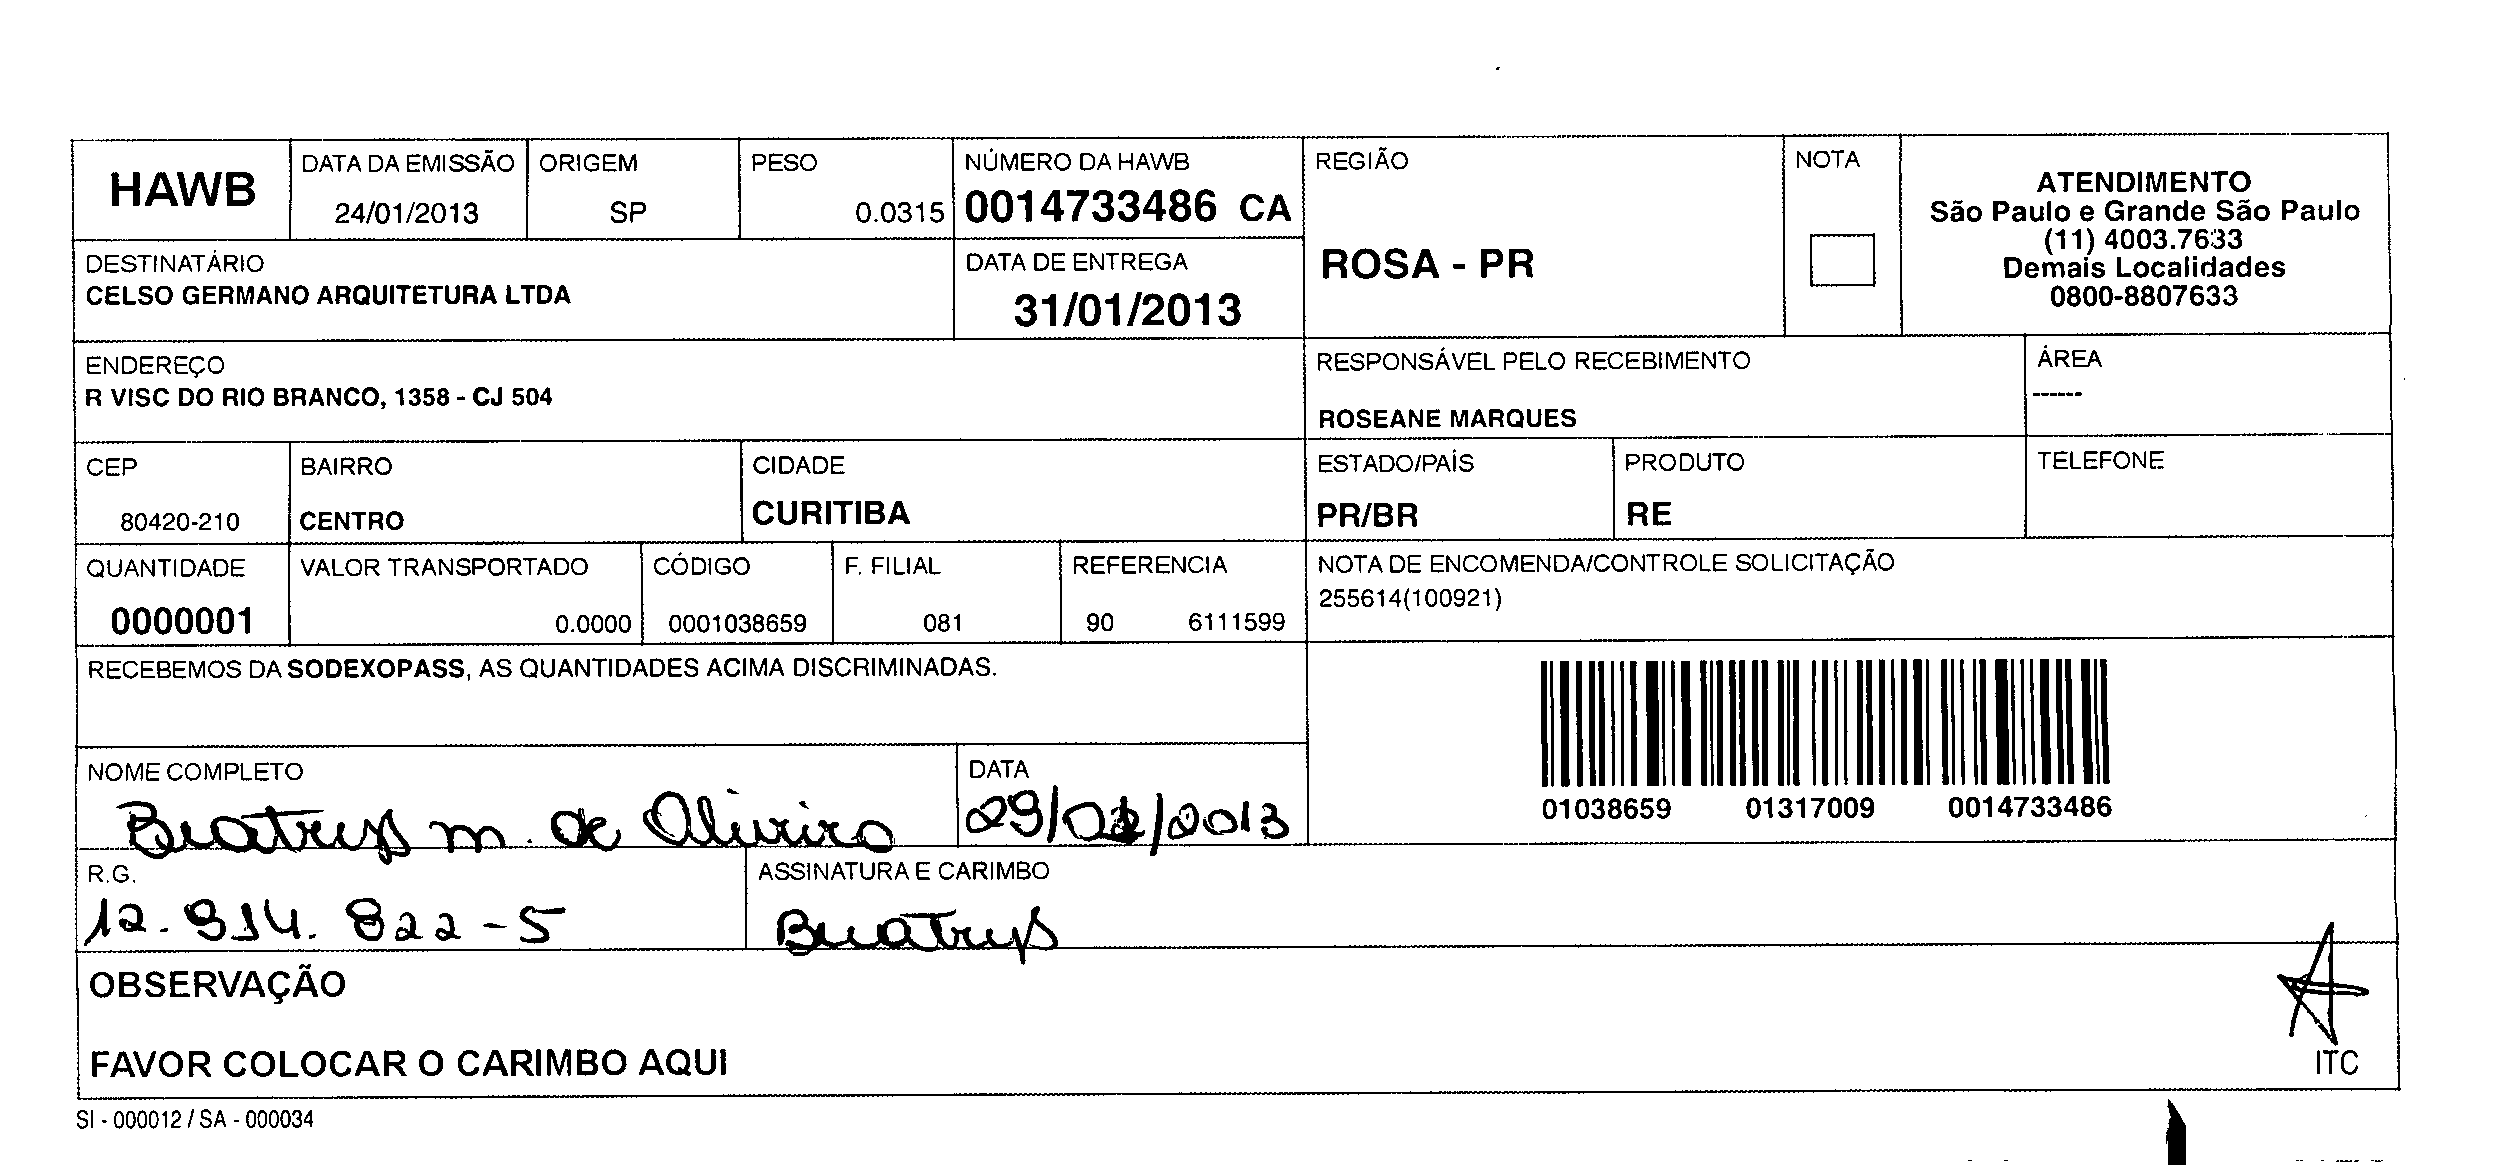 HAWB
DATA DA EMISSÃO
24/01/2013
ORIGEM
SP
PESO
0.0315
NÚMERO DA HAWB
0014733486 CA
REGIÃO
ROSA - PR
NOTA
ATENDIMENTO
São Paulo e Grande São Paulo
(11) 4003.7633
Demais Localidades
0800-8807633
DESTINATÁRIO
CELSO GERMANO ARQUITETURA LTDA
DATA DE ENTREGA
31/01/2013
ENDEREÇO
R VISC DO RIO BRANCO, 1358 - CJ 504
RESPONSÁVEL PELO RECEBIMENTO
ROSEANE MARQUES
ÁREA
------
CEP
80420-210
BAIRRO
CENTRO
CIDADE
CURITIBA
ESTADO/PAÍS
PR/BR
PRODUTO
RE
TELEFONE
QUANTIDADE
0000001
VALOR TRANSPORTADO
0.0000
CÓDIGO
0001038659
F. FILIAL
081
REFERENCIA
90 6111599
NOTA DE ENCOMENDA/CONTROLE SOLICITAÇÃO
255614(100921)
RECEBEMOS DA SODEXOPASS, AS QUANTIDADES ACIMA DISCRIMINADAS.
01038659 01317009 0014733486
NOME COMPLETO
Beatrys m. de Oliveira
DATA
R.G.
12.914.822-5
ASSINATURA E CARIMBO
Beatrys
OBSERVAÇÃO
FAVOR COLOCAR O CARIMBO AQUI
ITC
SI - 000012 / SA - 000034